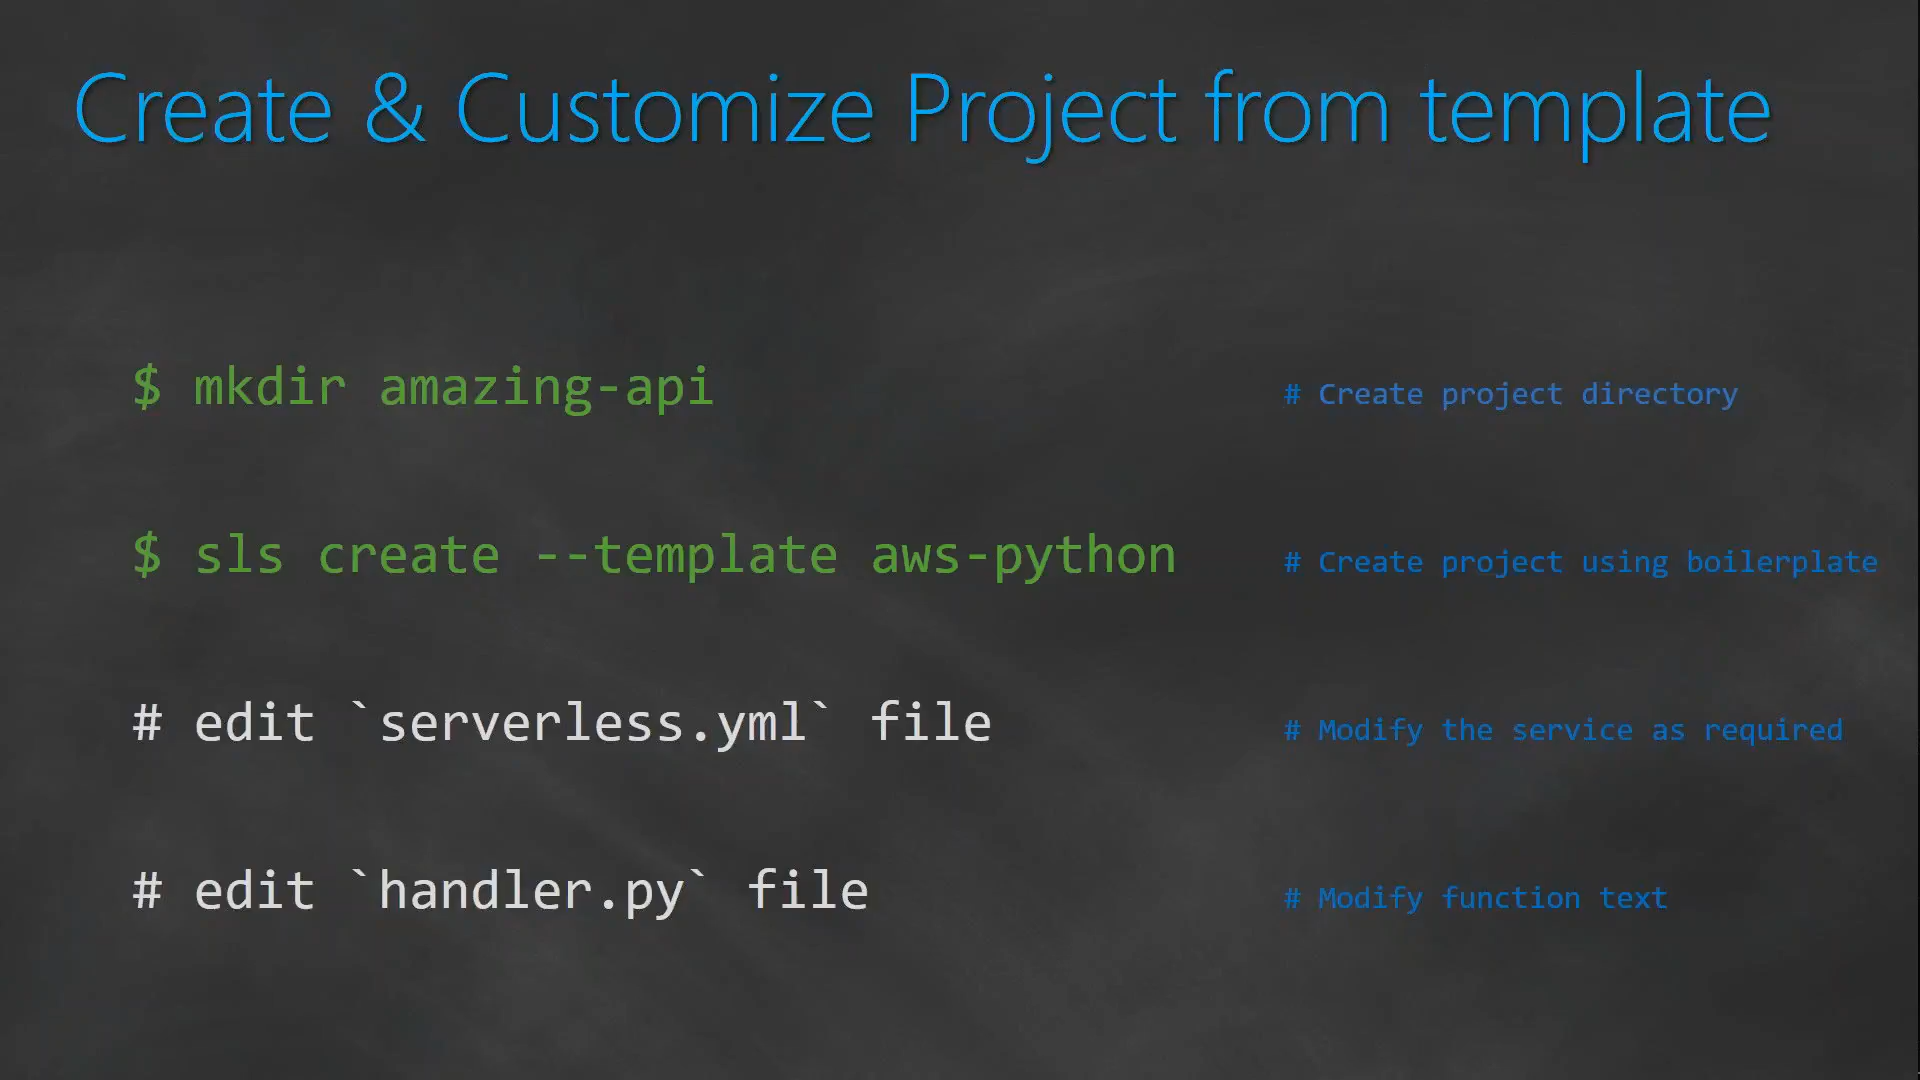 Create & Customize Project from template
$ mkdir amazing-api # Create project directory
$ sls create --template aws-python # Create project using boilerplate
# edit `serverless.yml` file # Modify the service as required
# edit `handler.py` file # Modify function text